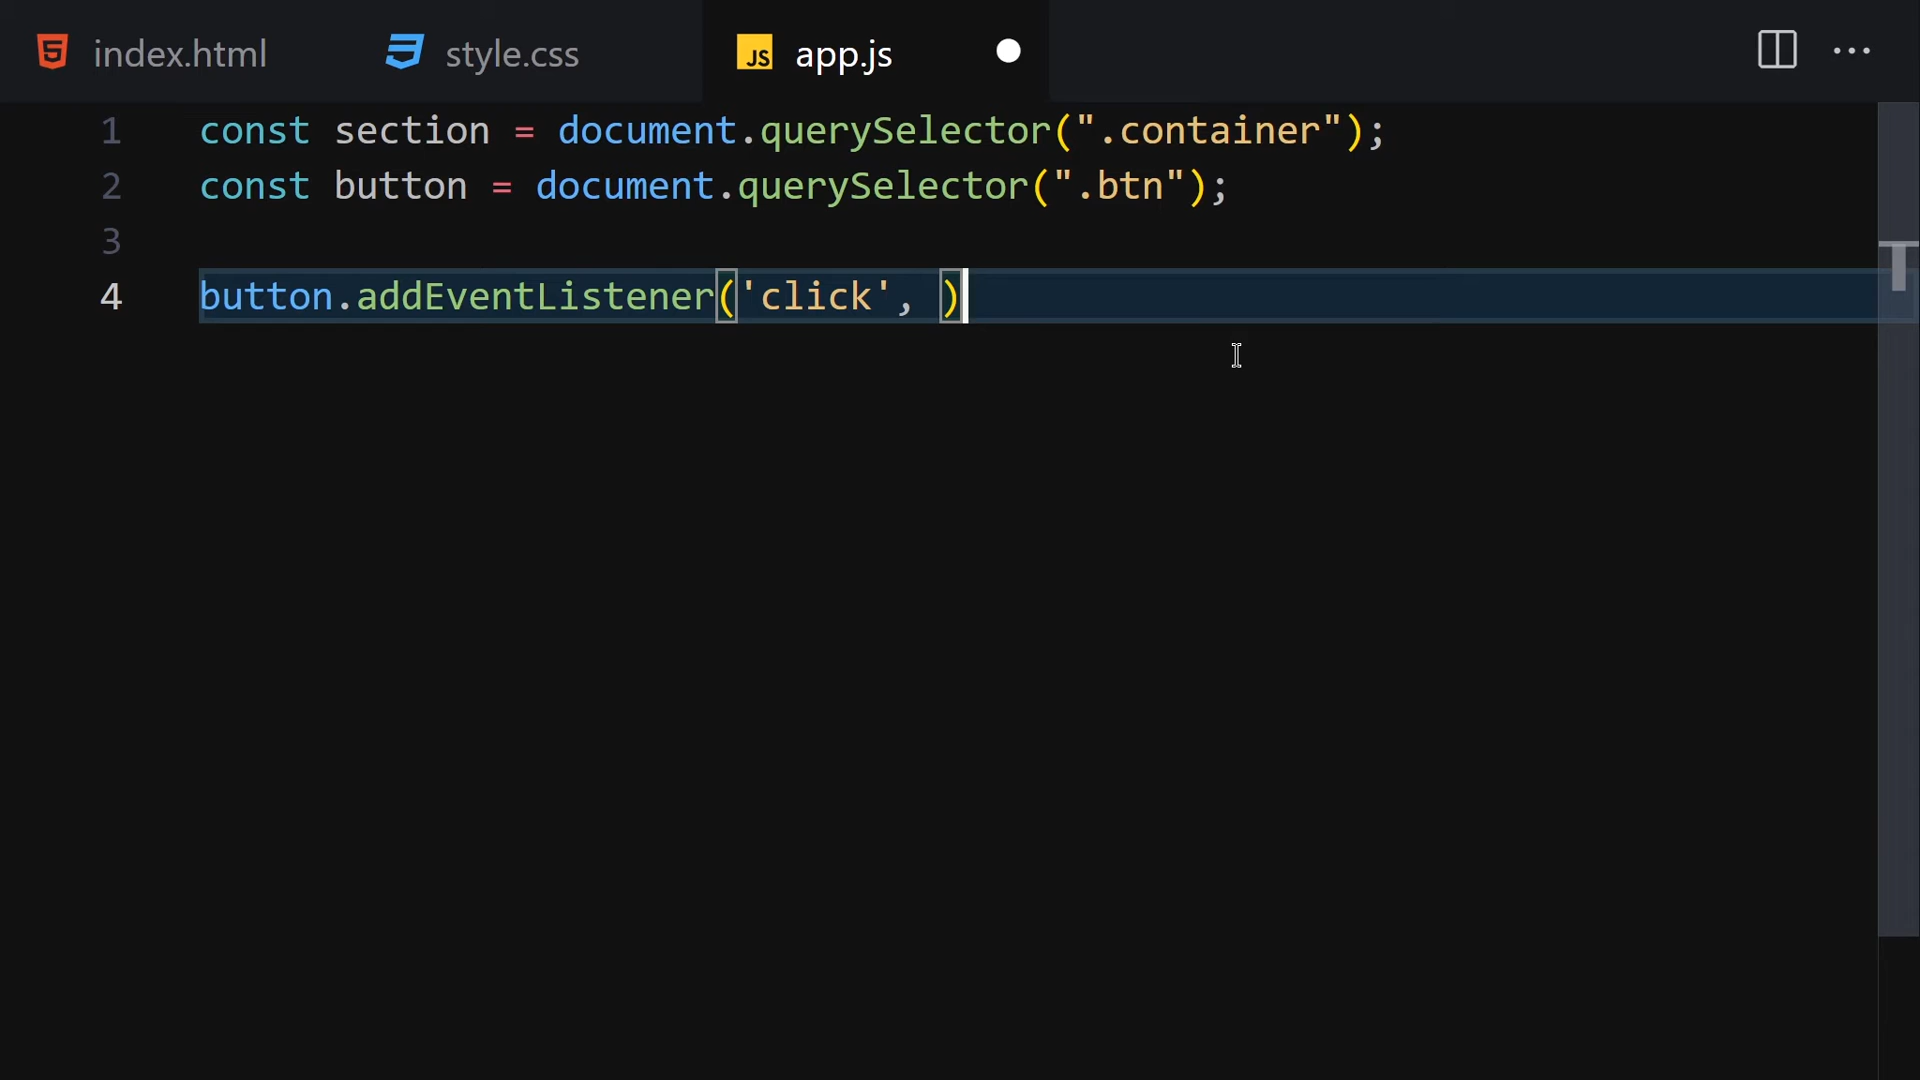 index.html style.css JS app.js
1 const section = document.querySelector(".container");
2 const button = document.querySelector(".btn");
3
4 button.addEventListener('click', )